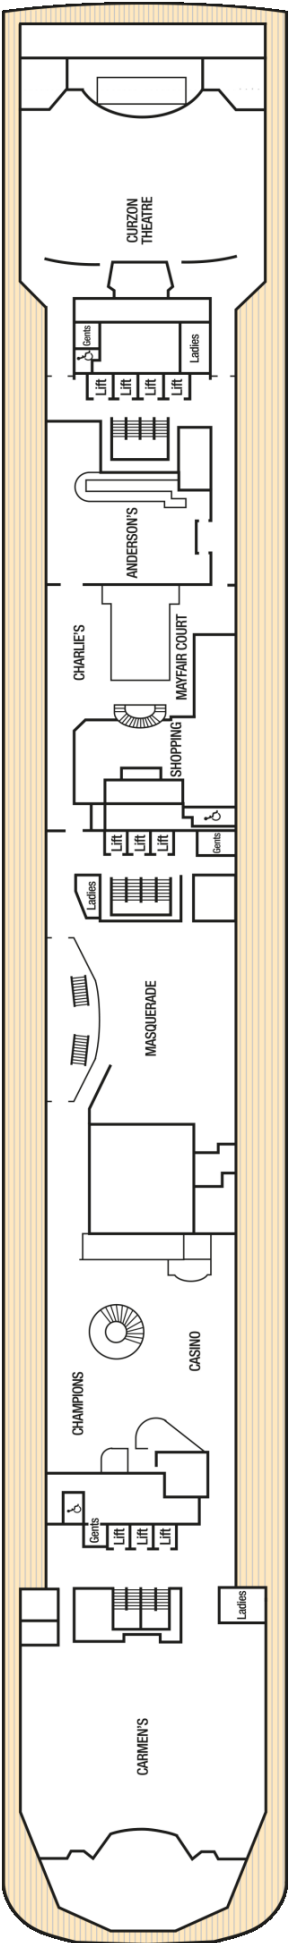 CURZON
THEATRE
Gents
Ladies
Lift
Lift
Lift
Lift
ANDERSON'S
CHARLIE'S
MAYFAIR COURT
SHOPPING
Lift
Lift
Lift
Gents
Ladies
MASQUERADE
CASINO
CHAMPIONS
Gents
Lift
Lift
Lift
Ladies
CARMEN'S